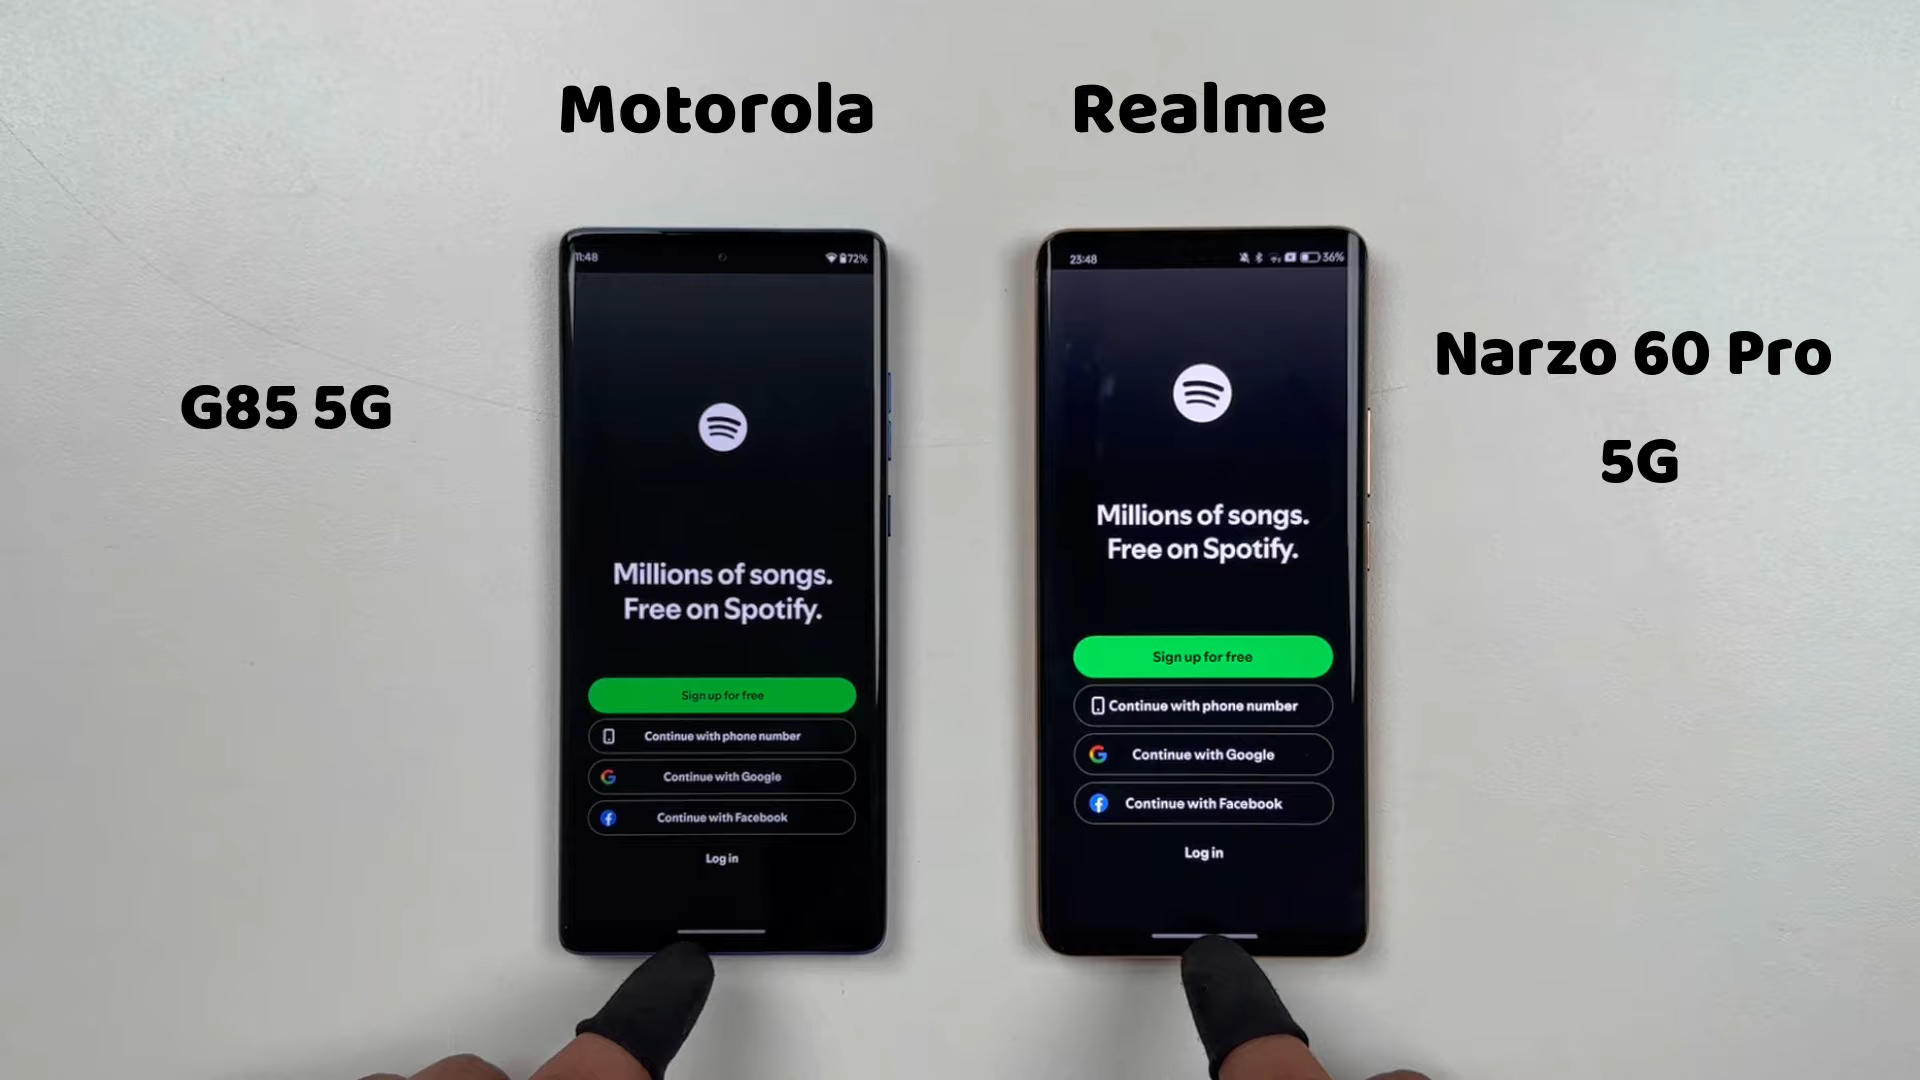 Motorola
Realme
G85 5G
Narzo 60 Pro
5G
11:48
72%
Millions of songs.
Free on Spotify.
Sign up for free
Continue with phone number
Continue with Google
Continue with Facebook
Log in
23:48
36%
Millions of songs.
Free on Spotify.
Sign up for free
Continue with phone number
Continue with Google
Continue with Facebook
Log in